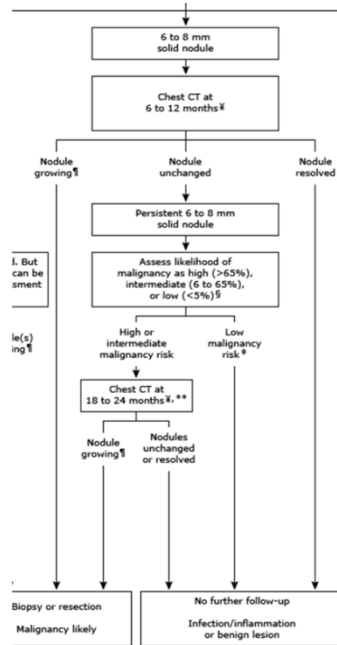 6 to 8 mm
solid nodule
Chest CT at
6 to 12 months¥
Nodule
growing¶
Nodule
unchanged
Nodule
resolved
Persistent 6 to 8 mm
solid nodule
d. But
can be
sment
Assess likelihood of
malignancy as high (>65%),
intermediate (6 to 65%),
or low (<5%)§
le(s)
ing¶
High or
intermediate
malignancy risk
Low
malignancy
risk‡
Chest CT at
18 to 24 months¥,**
Nodule
growing¶
Nodules
unchanged
or resolved
Biopsy or resection
Malignancy likely
No further follow-up
Infection/inflammation
or benign lesion